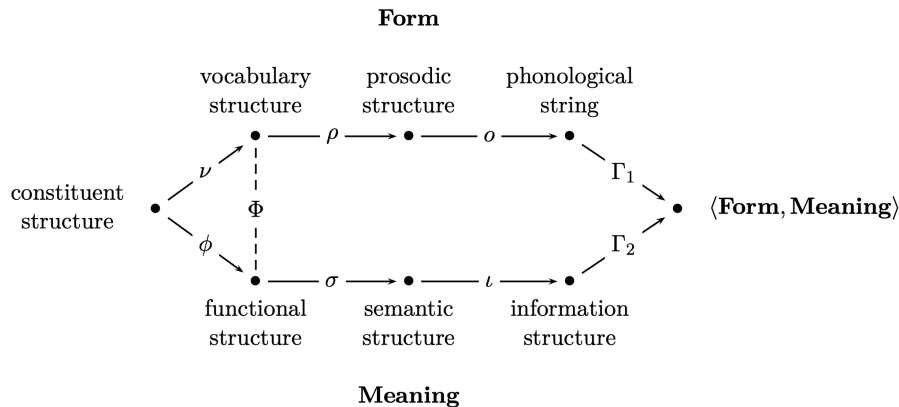 Form
vocabulary
structure
prosodic
structure
phonological
string
ρ
o
ν
Γ₁
constituent
structure
Φ
⟨Form, Meaning⟩
ϕ
Γ₂
σ
ι
functional
structure
semantic
structure
information
structure
Meaning